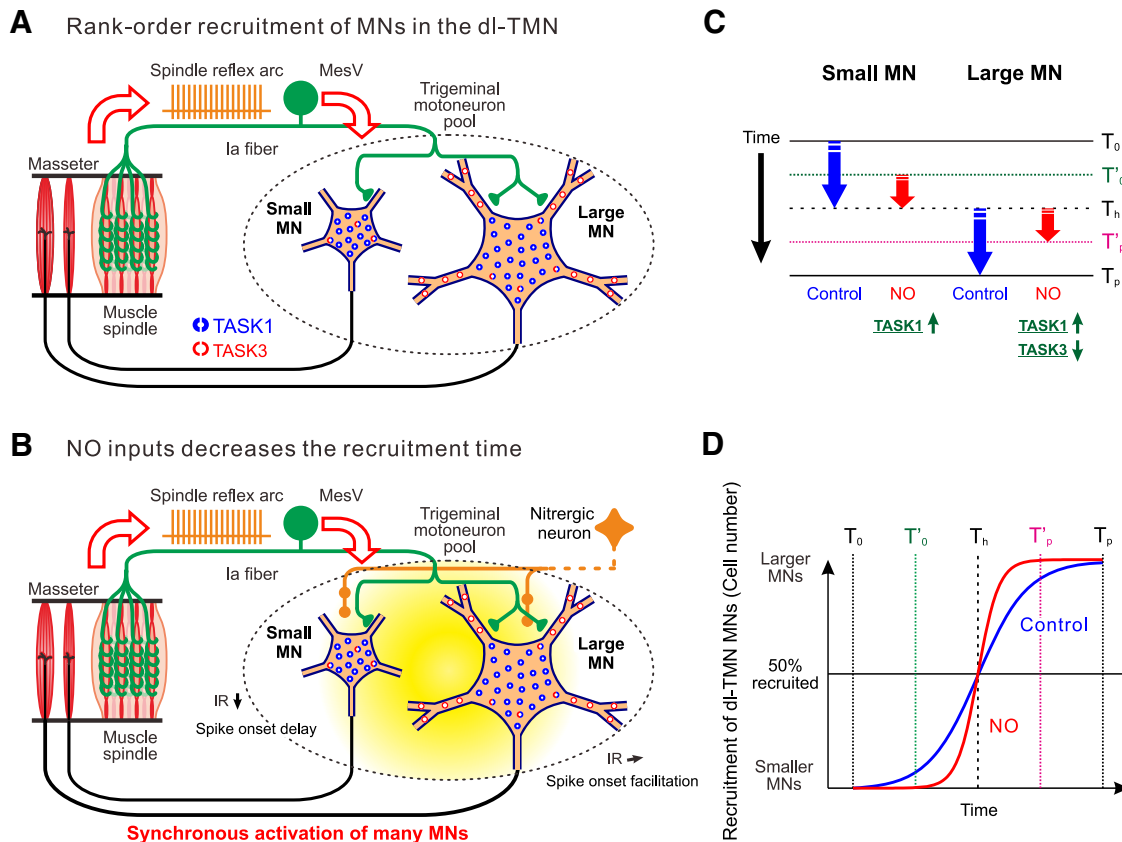 A
Rank-order recruitment of MNs in the dl-TMN
Spindle reflex arc
MesV
Trigeminal
motoneuron
pool
Ia fiber
Masseter
Small
MN
Large
MN
Muscle
spindle
TASK1
TASK3
B
NO inputs decreases the recruitment time
Spindle reflex arc
MesV
Trigeminal
motoneuron
pool
Nitrergic
neuron
Ia fiber
Masseter
Small
MN
Large
MN
IR
Spike onset delay
Muscle
spindle
IR
Spike onset facilitation
Synchronous activation of many MNs
C
Small MN
Large MN
Time
T0
T'0
Th
T'p
Tp
Control
NO
Control
NO
TASK1
TASK1
TASK3
D
Recruitment of dl-TMN MNs (Cell number)
T0
T'0
Th
T'p
Tp
Larger
MNs
Control
50%
recruited
NO
Smaller
MNs
Time